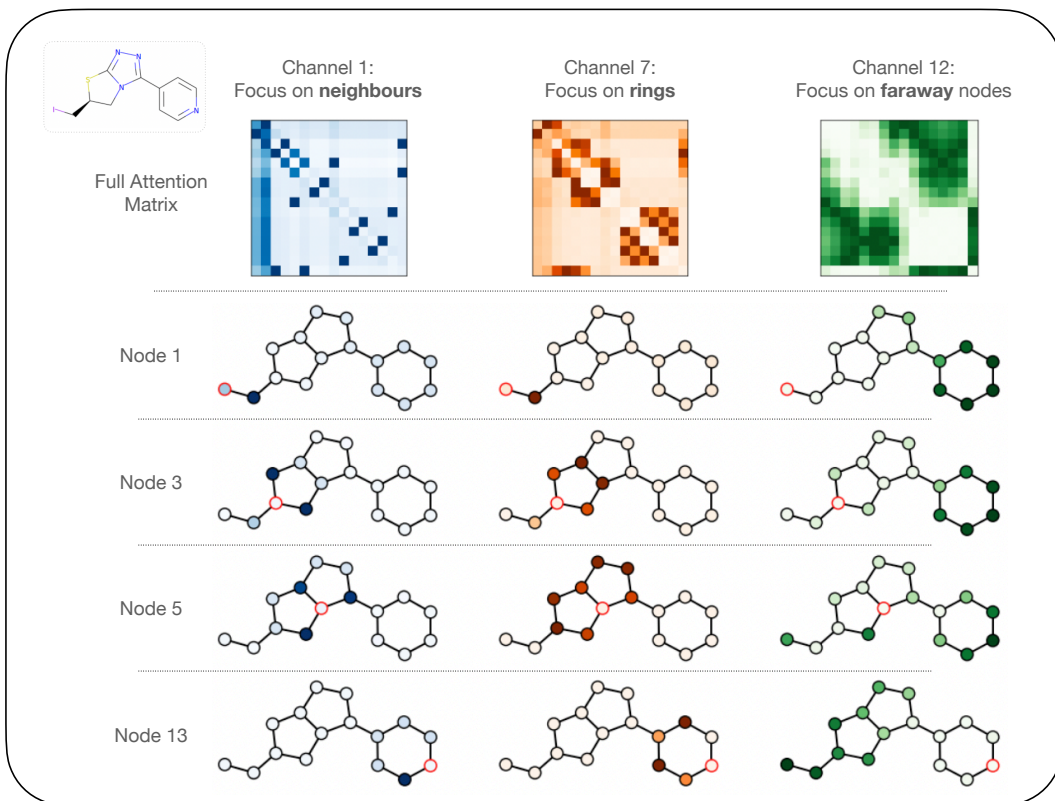 N N
S N
I N
Channel 1:
Focus on neighbours
Channel 7:
Focus on rings
Channel 12:
Focus on faraway nodes
Full Attention
Matrix
Node 1
Node 3
Node 5
Node 13